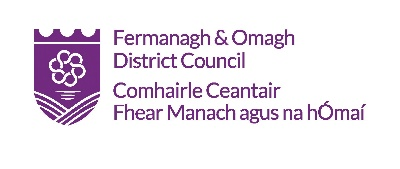 Fermanagh & Omagh
District Council
Comhairle Ceantair
Fhear Manach agus na hÓmaí